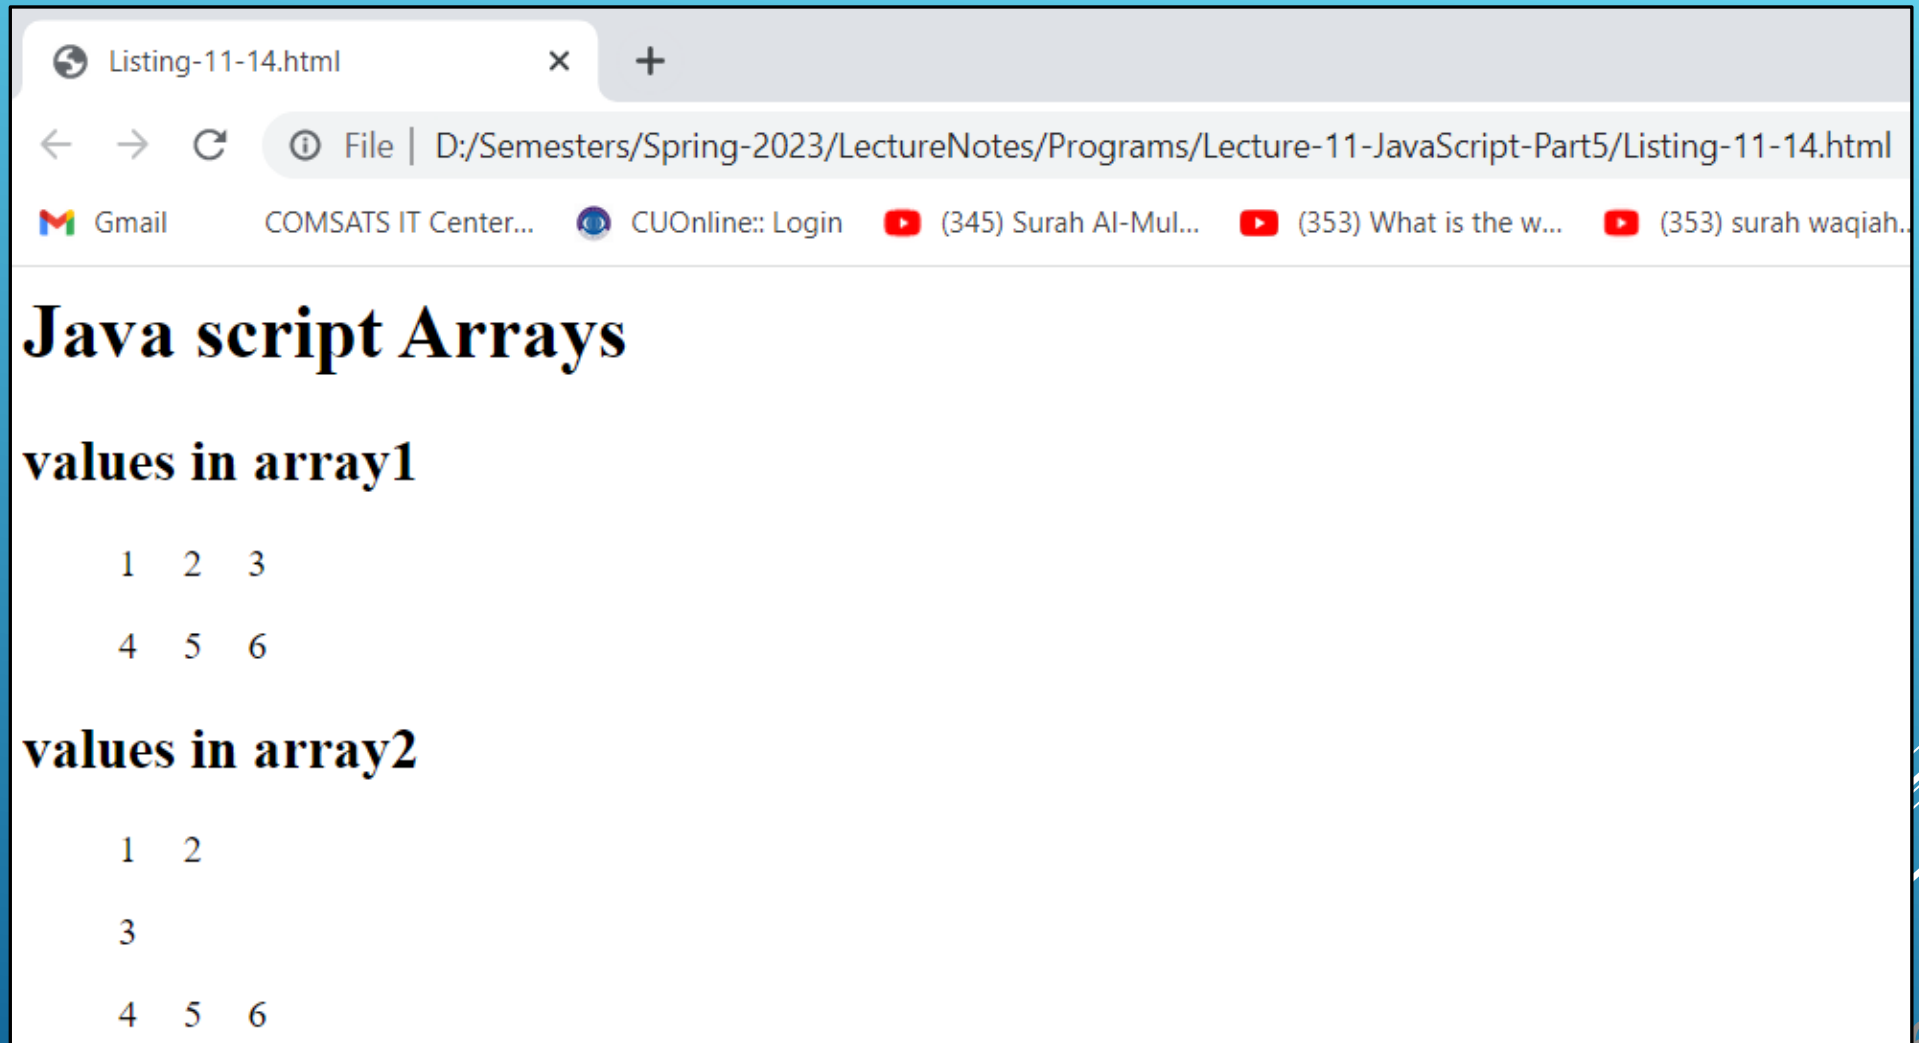 Listing-11-14.html
File | D:/Semesters/Spring-2023/LectureNotes/Programs/Lecture-11-JavaScript-Part5/Listing-11-14.html
Gmail COMSATS IT Center... CUOnline:: Login (345) Surah Al-Mul... (353) What is the w... (353) surah waqiah..
Java script Arrays
values in array1
1 2 3
4 5 6
values in array2
1 2
3
4 5 6